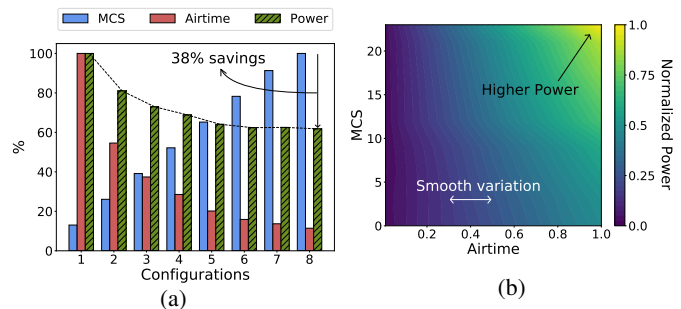 MCS Airtime Power
38% savings
100
80
60
40
20
0
%
1 2 3 4 5 6 7 8
Configurations
(a)
Higher Power
Smooth variation
20
15
10
5
0
MCS
0.2 0.4 0.6 0.8 1.0
Airtime
1.0
0.75
0.50
0.25
0.0
Normalized Power
(b)